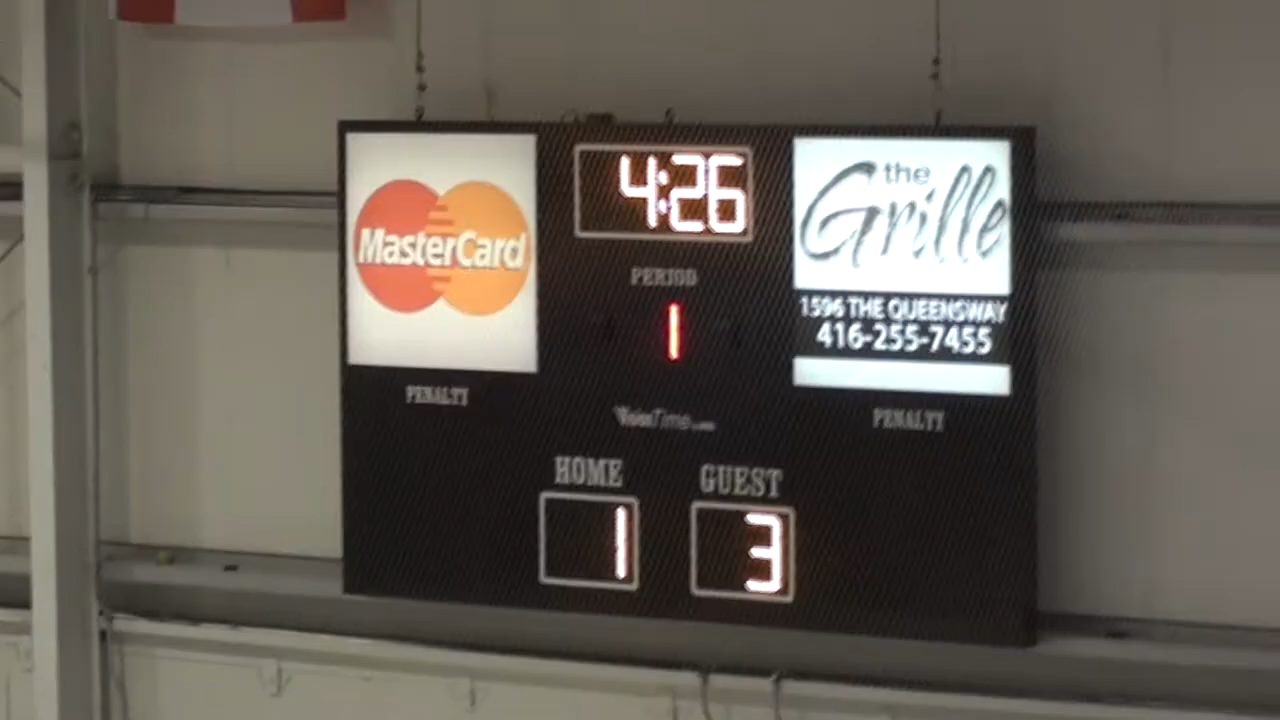 MasterCard
4:26
the
Grille
PERIOD
1
1596 THE QUEENSWAY
416-255-7455
PENALTY
PENALTY
HOME
GUEST
1
3